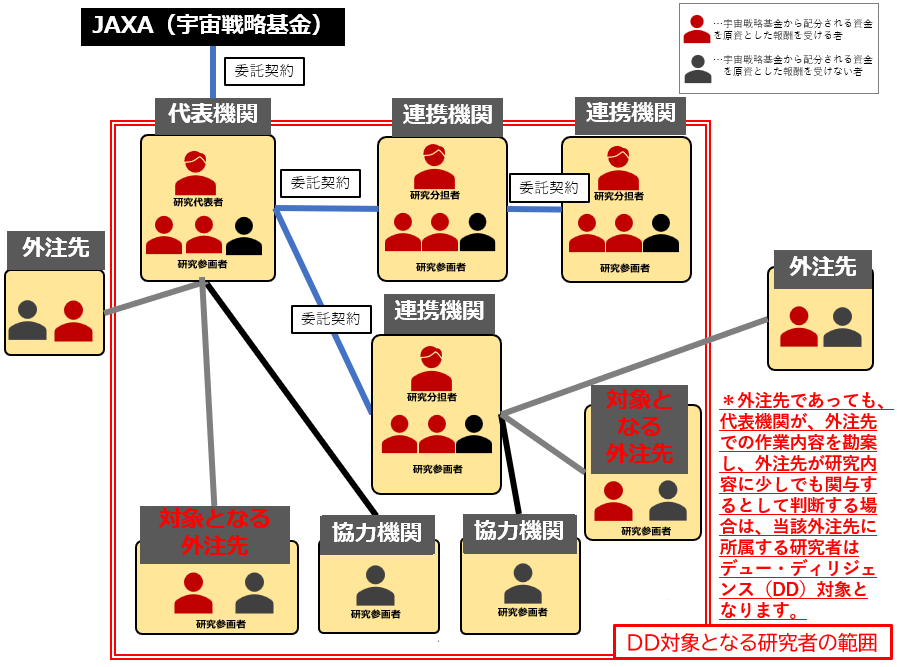 JAXA（宇宙戦略基金）
…宇宙戦略基金から配分される資金
を原資とした報酬を受ける者
…宇宙戦略基金から配分される資金
を原資とした報酬を受けない者
委託契約
代表機関
連携機関
連携機関
研究代表者
研究参画者
委託契約
研究分担者
研究参画者
委託契約
研究分担者
研究参画者
外注先
外注先
委託契約
連携機関
研究分担者
研究参画者
対象と
なる
外注先
研究参画者
＊外注先であっても、
代表機関が、外注先
での作業内容を勘案
し、外注先が研究内
容に少しでも関与す
るとして判断する場
合は、当該外注先に
所属する研究者は
デュー・ディリジェ
ンス（DD）対象と
なります。
対象となる
外注先
研究参画者
協力機関
研究参画者
協力機関
研究参画者
DD対象となる研究者の範囲